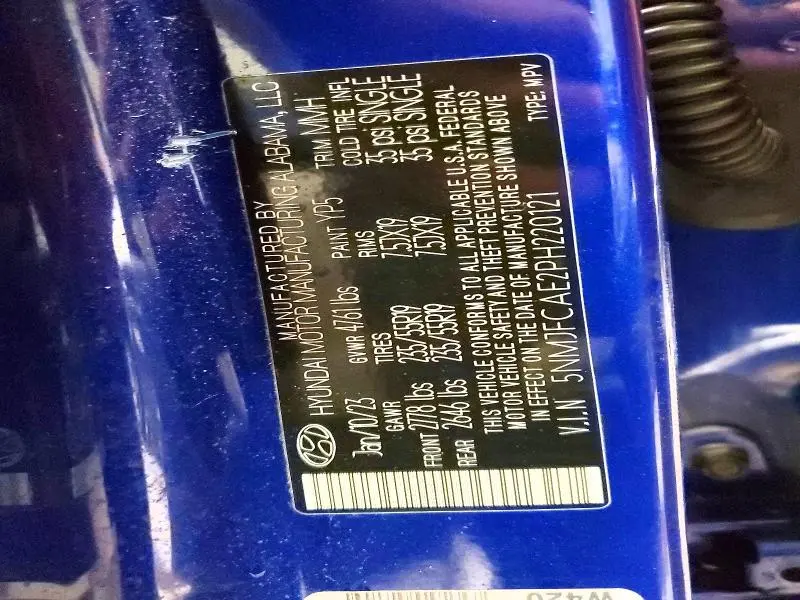 MANUFACTURED BY
HYUNDAI MOTOR MANUFACTURING ALABAMA, LLC
Jan/10/23 GVWR 4761 lbs PAINT YP5 TRIM MMH
GAWR TIRES RIMS COLD TIRE INFL
FRONT 2778 lbs 235/55R19 7.5JX19 35 psi SINGLE
REAR 2646 lbs 235/55R19 7.5JX19 35 psi SINGLE
THIS VEHICLE CONFORMS TO ALL APPLICABLE U.S.A. FEDERAL
MOTOR VEHICLE SAFETY AND THEFT PREVENTION STANDARDS
IN EFFECT ON THE DATE OF MANUFACTURE SHOWN ABOVE
V.I.N 5NMJFCAE2PH220121 TYPE: MPV
W420